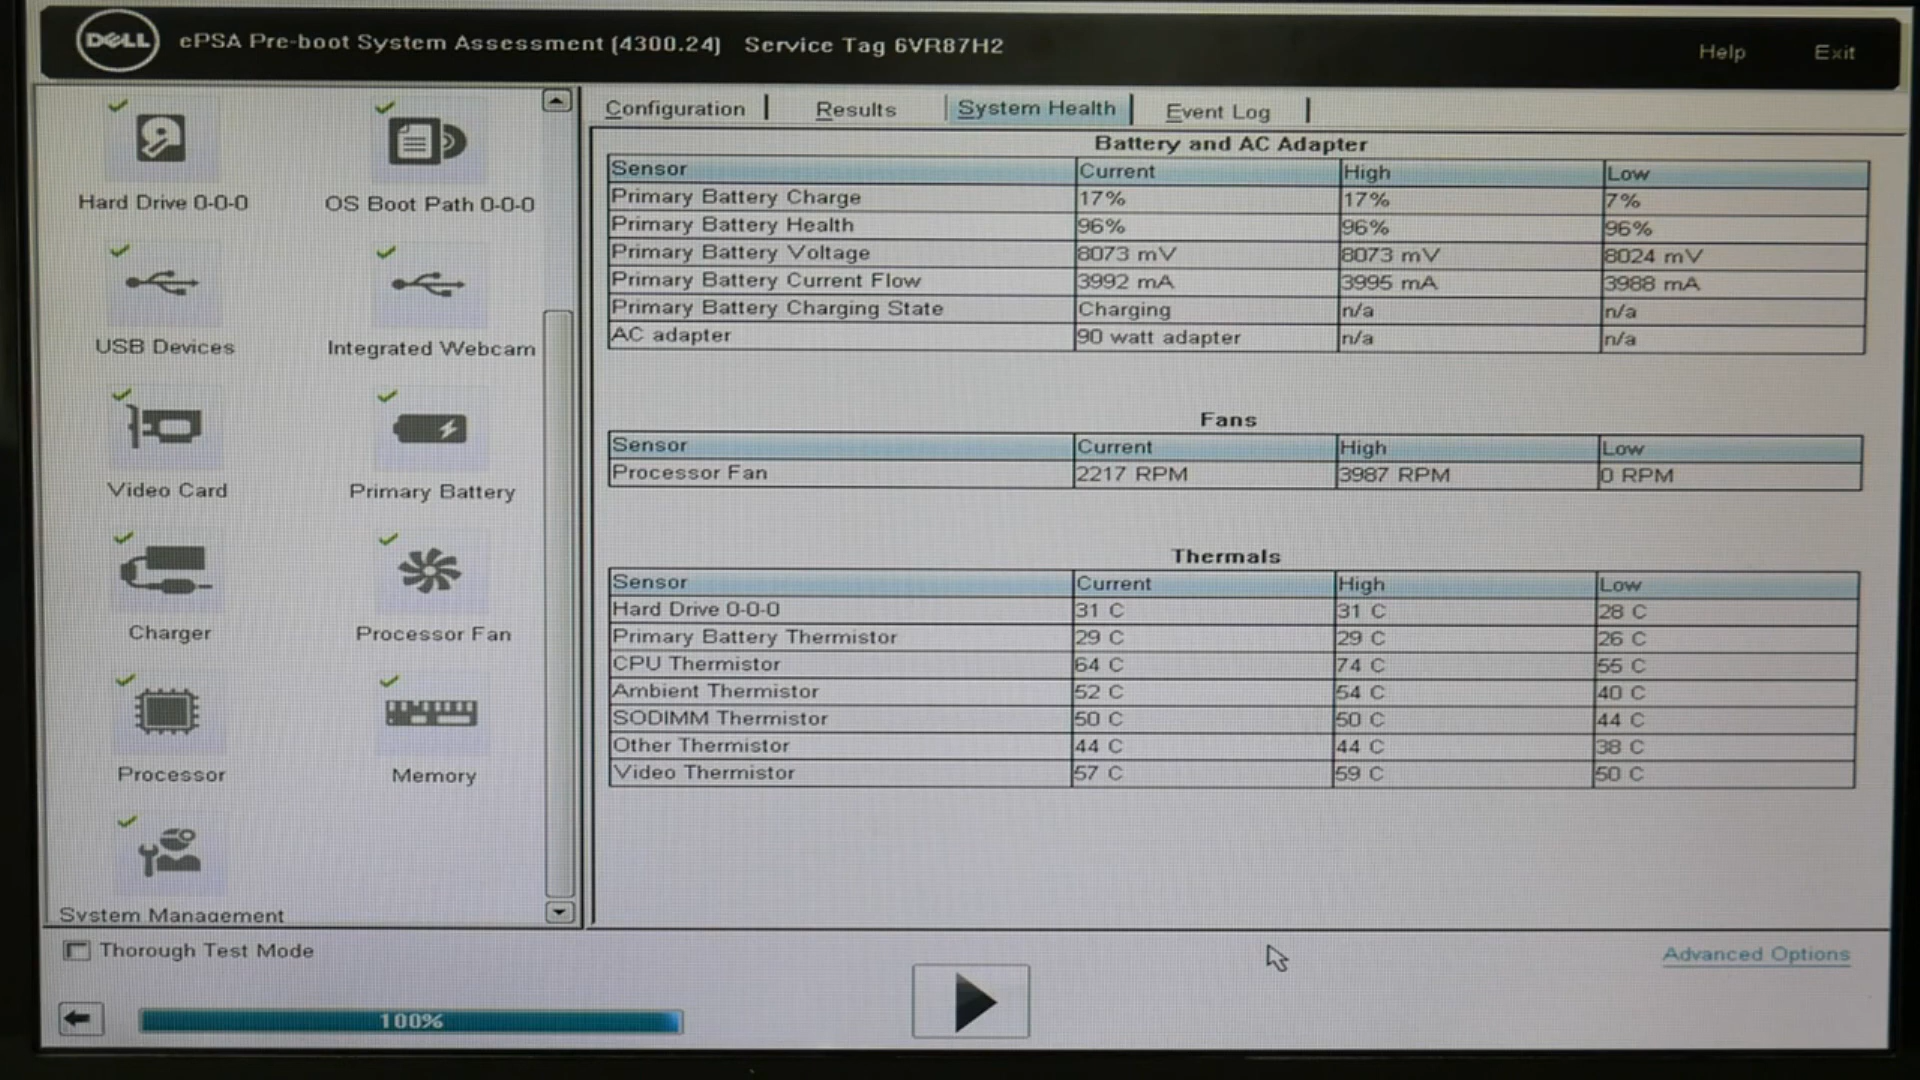 DELL ePSA Pre-boot System Assessment (4300.24) Service Tag 6VR87H2 Help Exit
Hard Drive 0-0-0 OS Boot Path 0-0-0
USB Devices Integrated Webcam
Video Card Primary Battery
Charger Processor Fan
Processor Memory
System Management
Configuration Results System Health Event Log
Battery and AC Adapter
Sensor Current High Low
Primary Battery Charge 17% 17% 7%
Primary Battery Health 96% 96% 96%
Primary Battery Voltage 8073 mV 8073 mV 8024 mV
Primary Battery Current Flow 3992 mA 3995 mA 3988 mA
Primary Battery Charging State Charging n/a n/a
AC adapter 90 watt adapter n/a n/a
Fans
Sensor Current High Low
Processor Fan 2217 RPM 3987 RPM 0 RPM
Thermals
Sensor Current High Low
Hard Drive 0-0-0 31 C 31 C 28 C
Primary Battery Thermistor 29 C 29 C 26 C
CPU Thermistor 64 C 74 C 55 C
Ambient Thermistor 52 C 54 C 40 C
SODIMM Thermistor 50 C 50 C 44 C
Other Thermistor 44 C 44 C 38 C
Video Thermistor 57 C 59 C 50 C
Thorough Test Mode
Advanced Options
100%